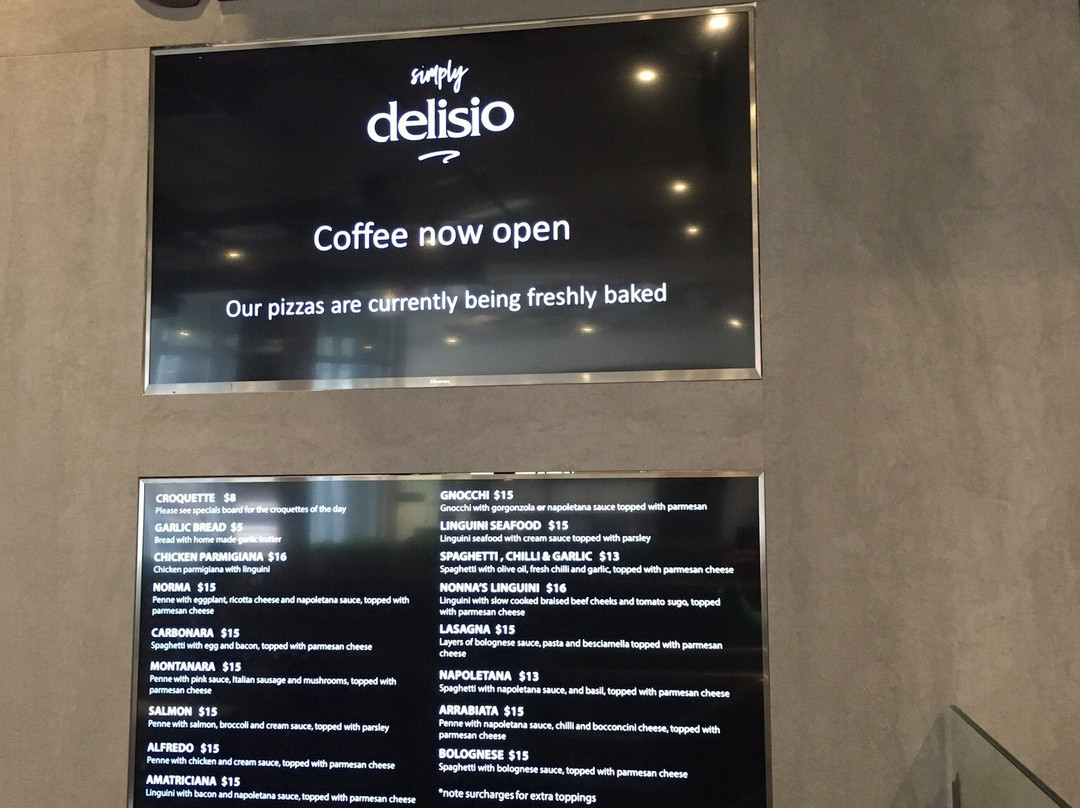 simply
delisio
Coffee now open
Our pizzas are currently being freshly baked
Hisense
CROQUETTE $8
Please see specials board for the croquettes of the day
GARLIC BREAD $5
Bread with home made garlic butter
CHICKEN PARMIGIANA $16
Chicken parmigiana with linguini
NORMA $15
Penne with eggplant, ricotta cheese and napoletana sauce, topped with
parmesan cheese
CARBONARA $15
Spaghetti with egg and bacon, topped with parmesan cheese
MONTANARA $15
Penne with pink sauce, Italian sausage and mushrooms, topped with
parmesan cheese
SALMON $15
Penne with salmon, broccoli and cream sauce, topped with parsley
ALFREDO $15
Penne with chicken and cream sauce, topped with parmesan cheese
AMATRICIANA $15
Linguini with bacon and napoletana sauce, topped with parmesan cheese
GNOCCHI $15
Gnocchi with gorgonzola or napoletana sauce topped with parmesan
LINGUINI SEAFOOD $15
Linguini seafood with cream sauce topped with parsley
SPAGHETTI , CHILLI & GARLIC $13
Spaghetti with olive oil, fresh chilli and garlic, topped with parmesan cheese
NONNA'S LINGUINI $16
Linguini with slow cooked braised beef cheeks and tomato sugo, topped
with parmesan cheese
LASAGNA $15
Layers of bolognese sauce, pasta and besciamella topped with parmesan
cheese
NAPOLETANA $13
Spaghetti with napoletana sauce, and basil, topped with parmesan cheese
ARRABIATA $15
Penne with napoletana sauce, chilli and bocconcini cheese, topped with
parmesan cheese
BOLOGNESE $15
Spaghetti with bolognese sauce, topped with parmesan cheese
*note surcharges for extra toppings